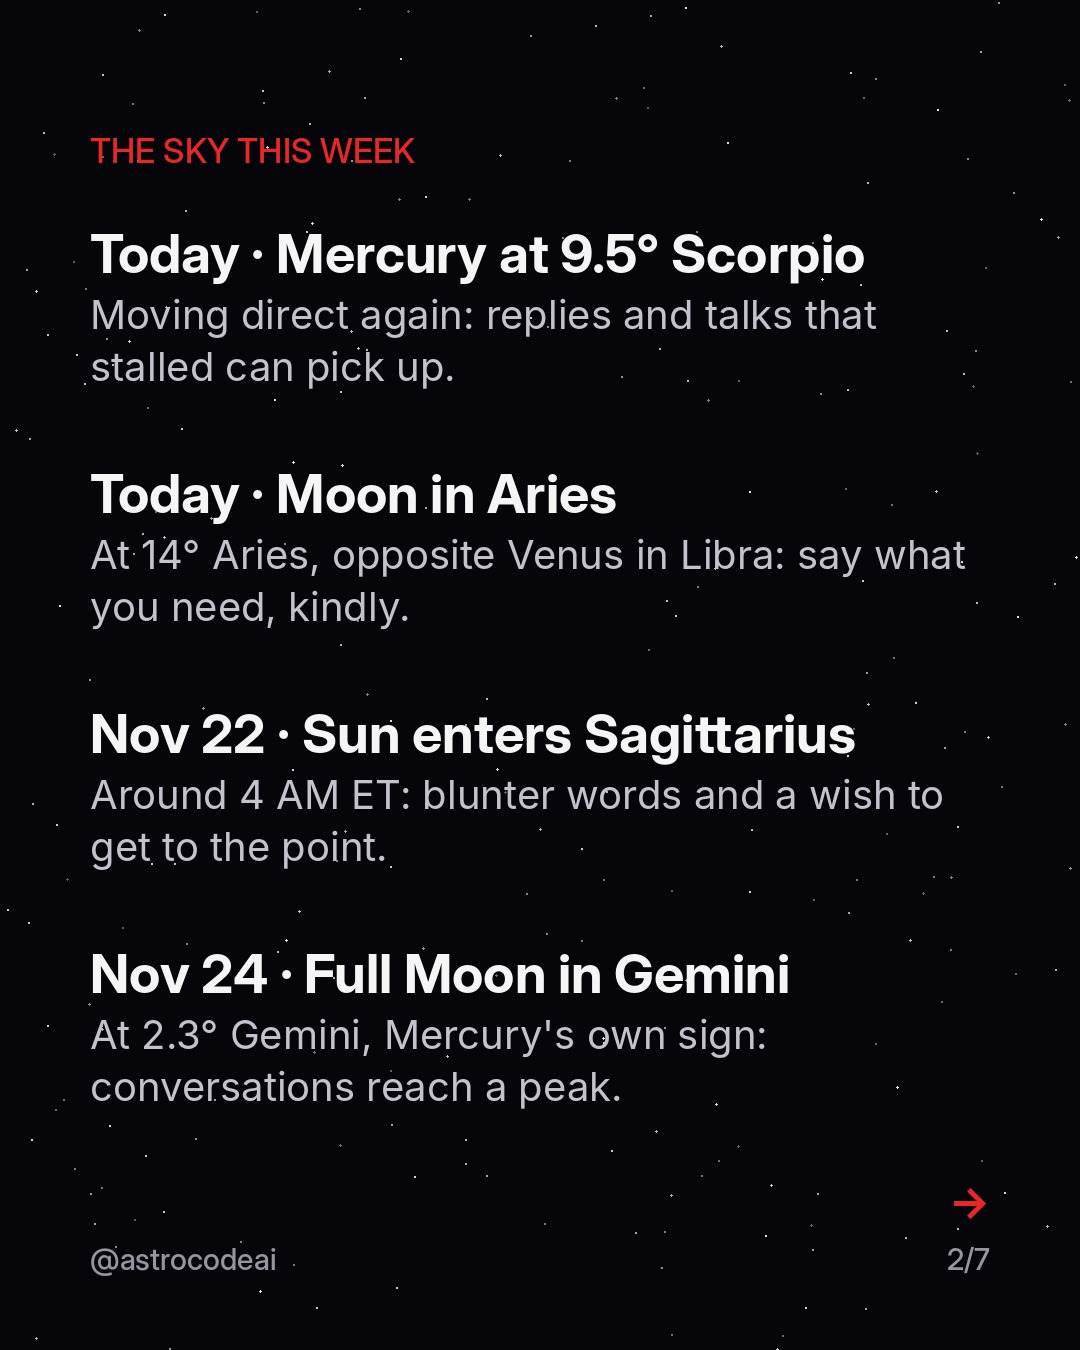 THE SKY THIS WEEK
Today · Mercury at 9.5° Scorpio
Moving direct again: replies and talks that
stalled can pick up.
Today · Moon in Aries
At 14° Aries, opposite Venus in Libra: say what
you need, kindly.
Nov 22 · Sun enters Sagittarius
Around 4 AM ET: blunter words and a wish to
get to the point.
Nov 24 · Full Moon in Gemini
At 2.3° Gemini, Mercury's own sign:
conversations reach a peak.
→
@astrocodeai
2/7